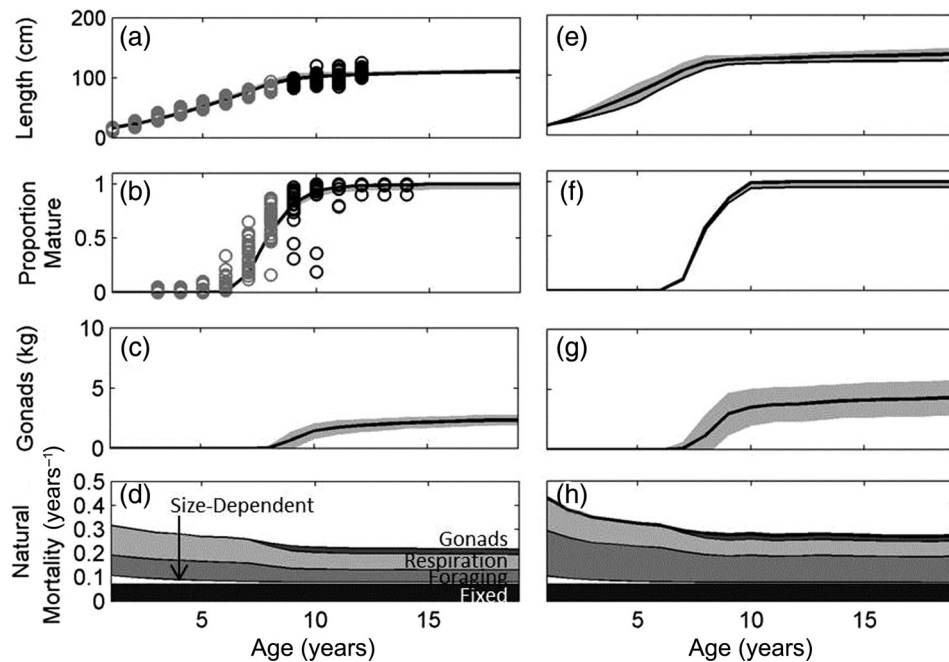 (a)
(e)
200
100
0
Length (cm)
(b)
(f)
1
0.5
0
Proportion
Mature
(c)
(g)
10
5
0
Gonads (kg)
(d)
(h)
0.5
0.4
0.3
0.2
0.1
0
Natural
Mortality (years⁻¹)
Size-Dependent
Gonads
Respiration
Foraging
Fixed
5 10 15
5 10 15
Age (years)
Age (years)